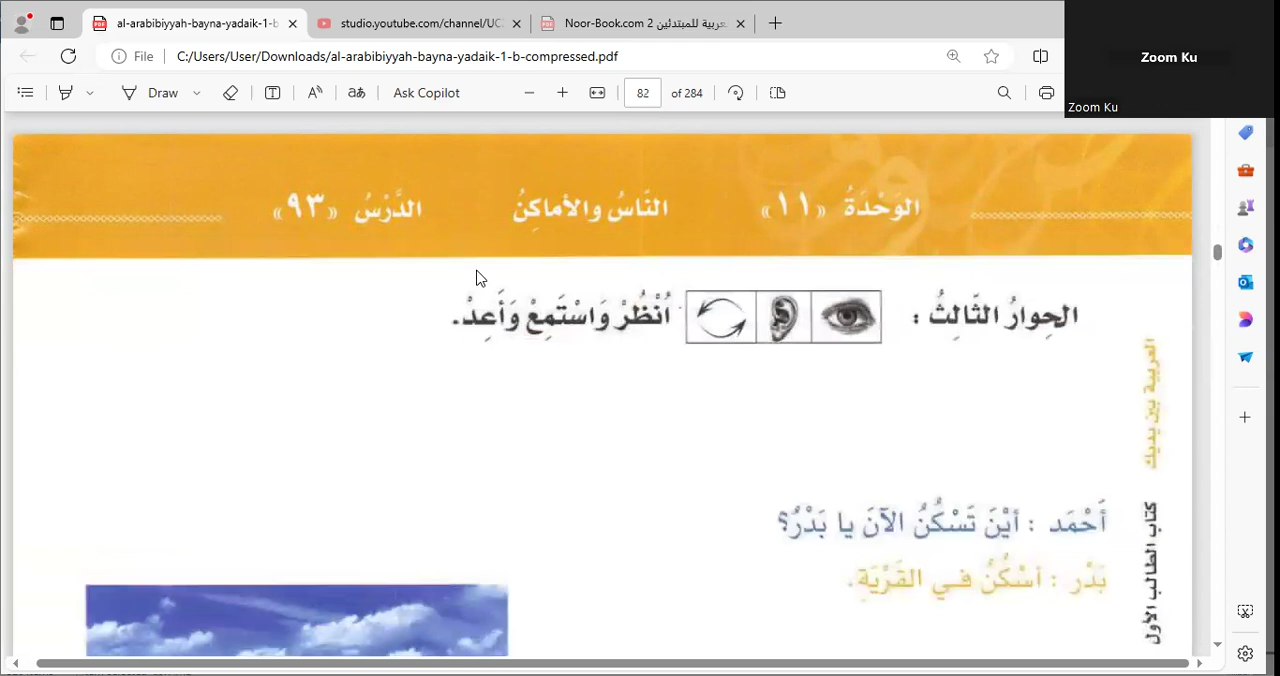 al-arabibiyyah-bayna-yadaik-1-b
studio.youtube.com/channel/UC
Noor-Book.com 2 عربية للمبتدئين
Zoom Ku
File
C:/Users/User/Downloads/al-arabibiyyah-bayna-yadaik-1-b-compressed.pdf
Draw
Ask Copilot
82 of 284
Zoom Ku
الوَحْدَةُ «١١» النَّاسُ والأماكِنُ الدَّرْسُ «٩٣»
الحِوارُ الثَّالِثُ : اُنْظُرْ وَاسْتَمِعْ وَأَعِدْ.
العربية بين يديك
كتاب الطالب الأول
أَحْمَد : أيْنَ تَسْكُنُ الآنَ يا بَدْرُ؟
بَدْر : أسْكُنُ فـي القَرْيَةِ.